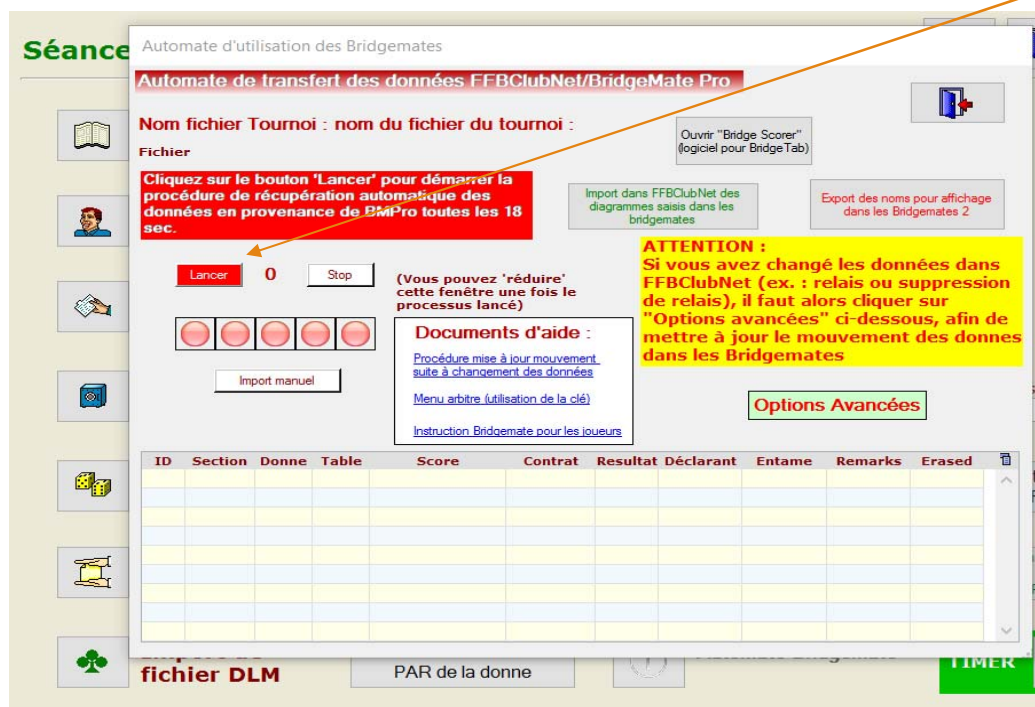 Séance
Automate d'utilisation des Bridgemates
Automate de transfert des données FFBClubNet/BridgeMate Pro
Nom fichier Tournoi : nom du fichier du tournoi :
Fichier
Ouvrir "Bridge Scorer"
(logiciel pour BridgeTab)
Cliquez sur le bouton 'Lancer' pour démarrer la
procédure de récupération automatique des
données en provenance de BMPro toutes les 18
sec.
Import dans FFBClubNet des
diagrammes saisis dans les
bridgemates
Export des noms pour affichage
dans les Bridgemates 2
ATTENTION :
Si vous avez changé les données dans
FFBClubNet (ex. : relais ou suppression
de relais), il faut alors cliquer sur
"Options avancées" ci-dessous, afin de
mettre à jour le mouvement des donnes
dans les Bridgemates
Lancer 0 Stop
(Vous pouvez 'réduire'
cette fenêtre une fois le
processus lancé)
Import manuel
Documents d'aide :
Procédure mise à jour mouvement
suite à changement des données
Menu arbitre (utilisation de la clé)
Instruction Bridgemate pour les joueurs
Options Avancées
ID Section Donne Table Score Contrat Resultat Déclarant Entame Remarks Erased
fichier DLM
PAR de la donne
TIMER